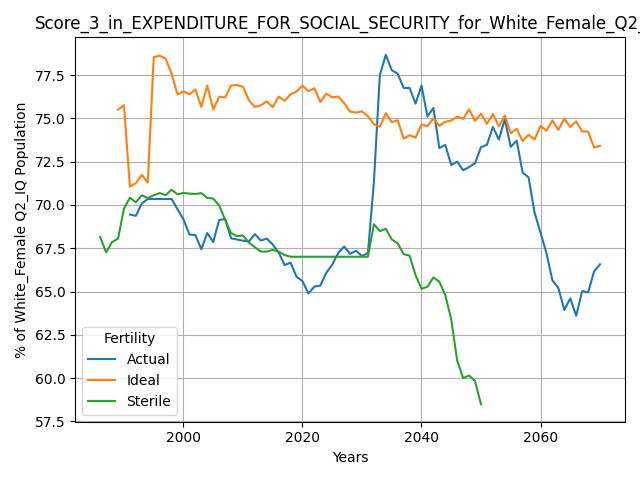 Score_3_in_EXPENDITURE_FOR_SOCIAL_SECURITY_for_White_Female_Q2_
% of White_Female Q2_IQ Population
77.5
75.0
72.5
70.0
67.5
65.0
62.5
60.0
57.5
Fertility
Actual
Ideal
Sterile
2000
2020
2040
2060
Years